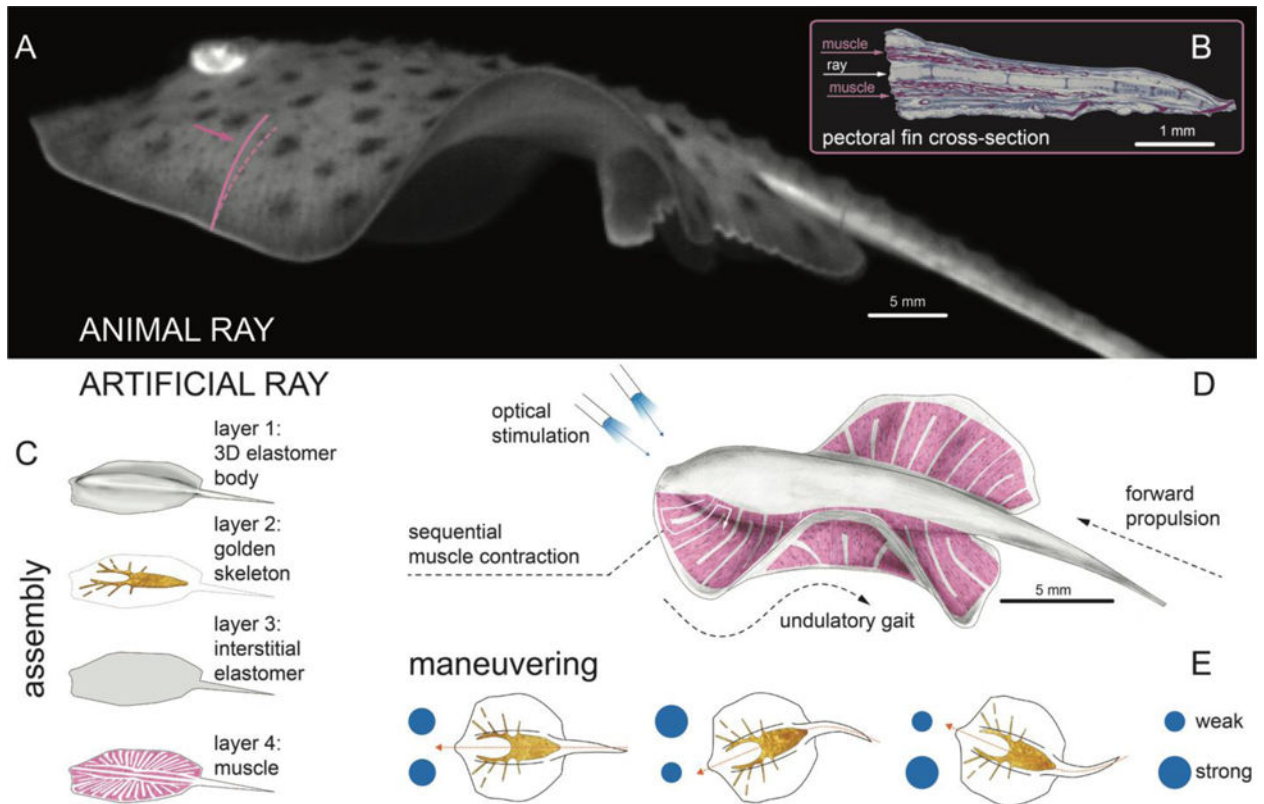 A
B
muscle
ray
muscle
pectoral fin cross-section
1 mm
5 mm
ANIMAL RAY
ARTIFICIAL RAY
C
assembly
layer 1:
3D elastomer
body
layer 2:
golden
skeleton
layer 3:
interstitial
elastomer
layer 4:
muscle
D
optical
stimulation
sequential
muscle contraction
forward
propulsion
5 mm
undulatory gait
maneuvering
E
weak
strong